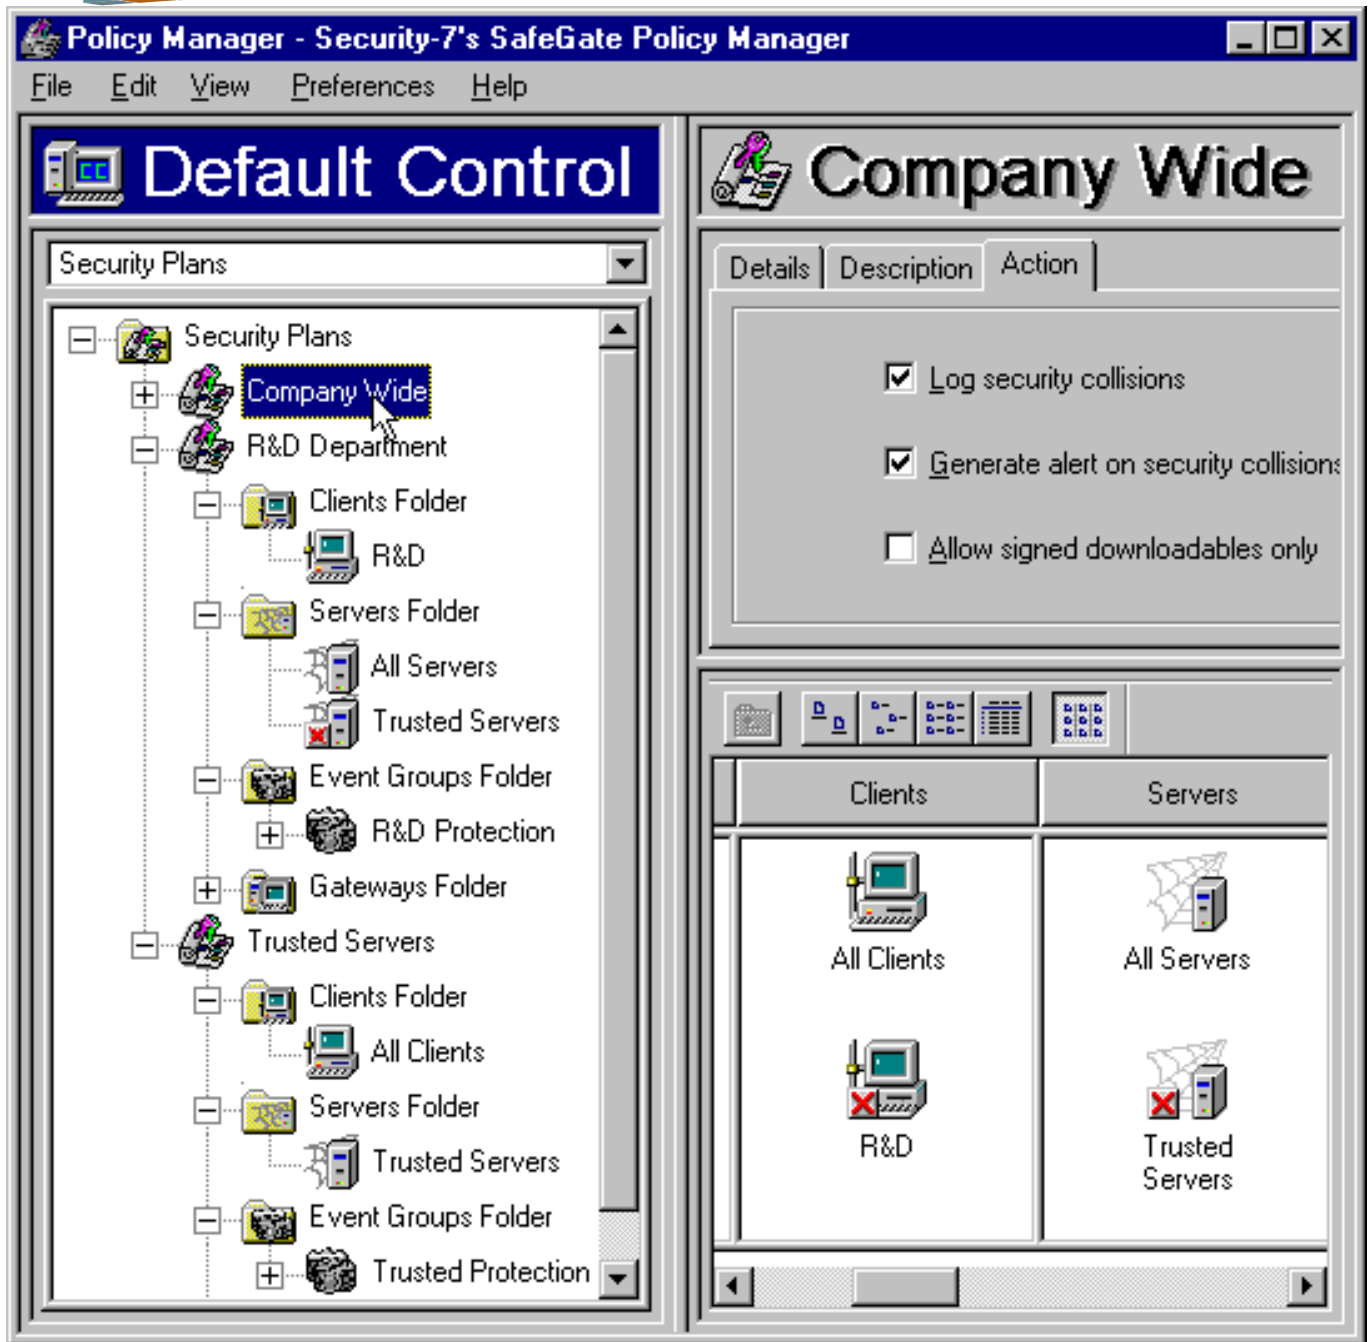 Policy Manager - Security-7's SafeGate Policy Manager
File Edit View Preferences Help
Default Control
Company Wide
Security Plans
Details Description Action
Security Plans
Company Wide
R&D Department
Clients Folder
R&D
Servers Folder
All Servers
Trusted Servers
Event Groups Folder
R&D Protection
Gateways Folder
Trusted Servers
Clients Folder
All Clients
Servers Folder
Trusted Servers
Event Groups Folder
Trusted Protection
Log security collisions
Generate alert on security collisions
Allow signed downloadables only
Clients Servers
All Clients All Servers
R&D Trusted
Servers